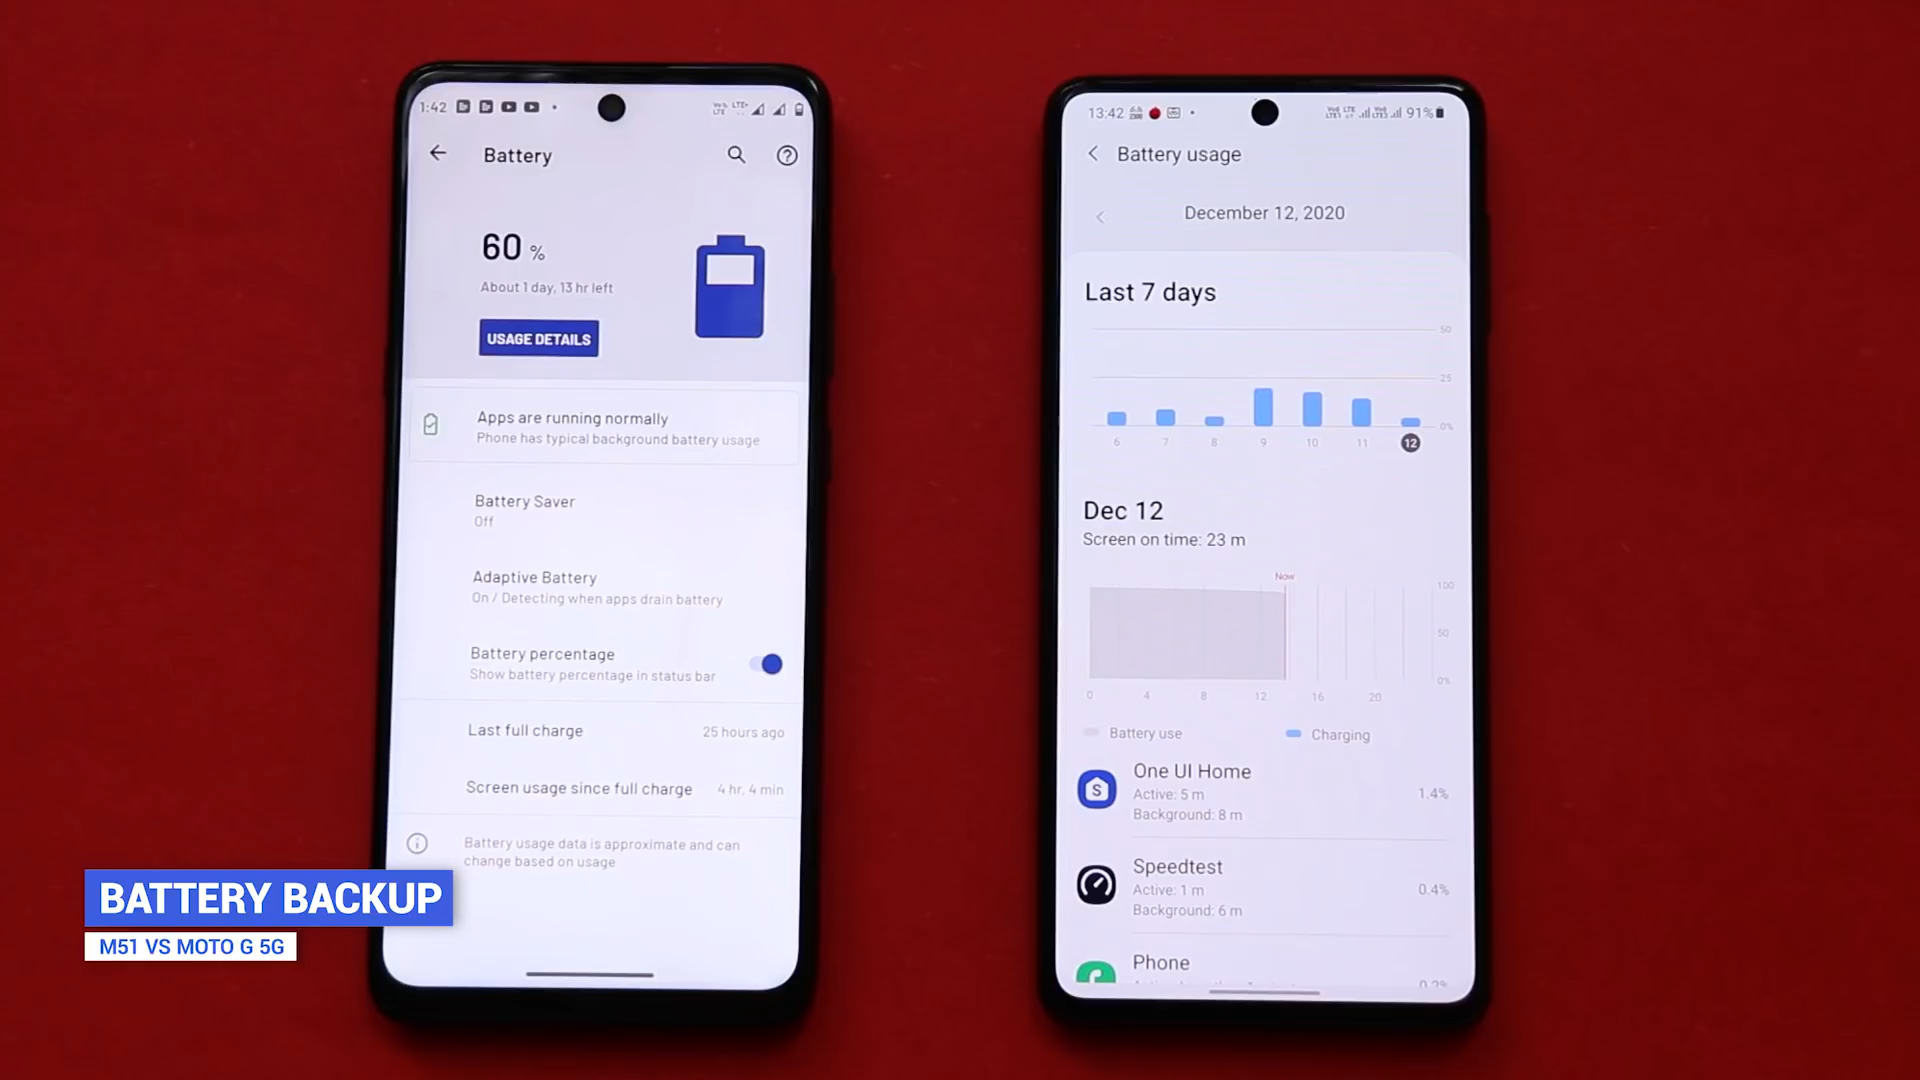 1:42
Battery
60 %
About 1 day, 13 hr left
USAGE DETAILS
Apps are running normally
Phone has typical background battery usage
Battery Saver
Off
Adaptive Battery
On / Detecting when apps drain battery
Battery percentage
Show battery percentage in status bar
Last full charge
25 hours ago
Screen usage since full charge
4 hr, 4 min
Battery usage data is approximate and can
change based on usage
13:42
91%
Battery usage
December 12, 2020
Last 7 days
50
25
0%
6 7 8 9 10 11 12
Dec 12
Screen on time: 23 m
Now
100
50
0%
0 4 8 12 16 20
Battery use
Charging
One UI Home
Active: 5 m
Background: 8 m
1.4%
Speedtest
Active: 1 m
Background: 6 m
0.4%
Phone
BATTERY BACKUP
M51 VS MOTO G 5G